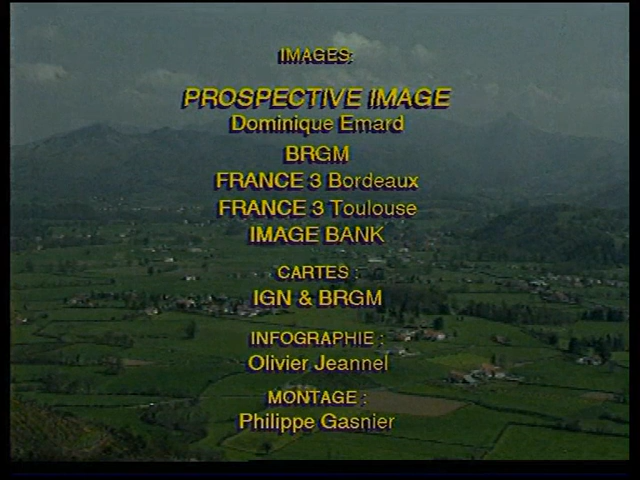 IMAGES:
PROSPECTIVE IMAGE
Dominique Emard
BRGM
FRANCE 3 Bordeaux
FRANCE 3 Toulouse
IMAGE BANK
CARTES :
IGN & BRGM
INFOGRAPHIE :
Olivier Jeannel
MONTAGE :
Philippe Gasnier